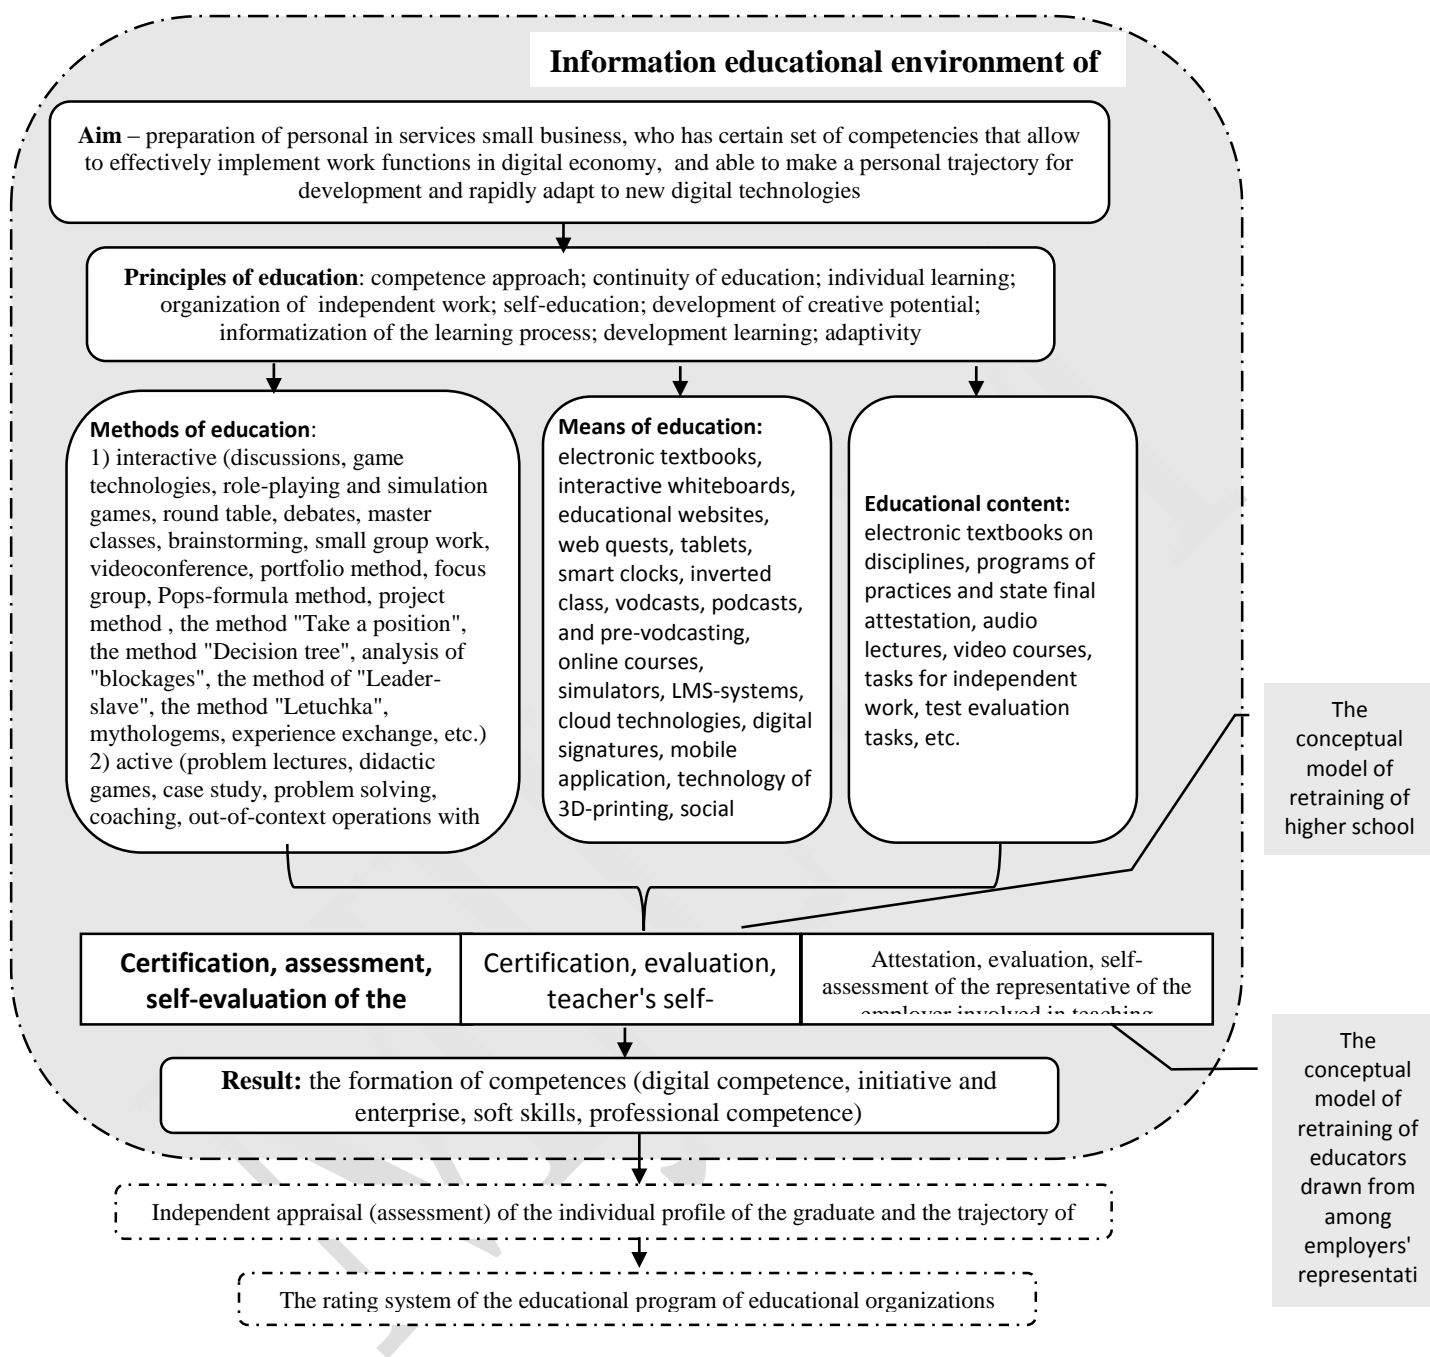 Information educational environment of
Aim – preparation of personal in services small business, who has certain set of competencies that allow
to effectively implement work functions in digital economy, and able to make a personal trajectory for
development and rapidly adapt to new digital technologies
Principles of education: competence approach; continuity of education; individual learning;
organization of independent work; self-education; development of creative potential;
informatization of the learning process; development learning; adaptivity
Methods of education:
1) interactive (discussions, game
technologies, role-playing and simulation
games, round table, debates, master
classes, brainstorming, small group work,
videoconference, portfolio method, focus
group, Pops-formula method, project
method , the method "Take a position",
the method "Decision tree", analysis of
"blockages", the method of "Leader-
slave", the method "Letuchka",
mythologems, experience exchange, etc.)
2) active (problem lectures, didactic
games, case study, problem solving,
coaching, out-of-context operations with
Means of education:
electronic textbooks,
interactive whiteboards,
educational websites,
web quests, tablets,
smart clocks, inverted
class, vodcasts, podcasts,
and pre-vodcasting,
online courses,
simulators, LMS-systems,
cloud technologies, digital
signatures, mobile
application, technology of
3D-printing, social
Educational content:
electronic textbooks on
disciplines, programs of
practices and state final
attestation, audio
lectures, video courses,
tasks for independent
work, test evaluation
tasks, etc.
The
conceptual
model of
retraining of
higher school
Certification, assessment,
self-evaluation of the
Certification, evaluation,
teacher's self-
Attestation, evaluation, self-
assessment of the representative of the
employer involved in teaching
The
conceptual
model of
retraining of
educators
drawn from
among
employers'
representati
Result: the formation of competences (digital competence, initiative and
enterprise, soft skills, professional competence)
Independent appraisal (assessment) of the individual profile of the graduate and the trajectory of
The rating system of the educational program of educational organizations